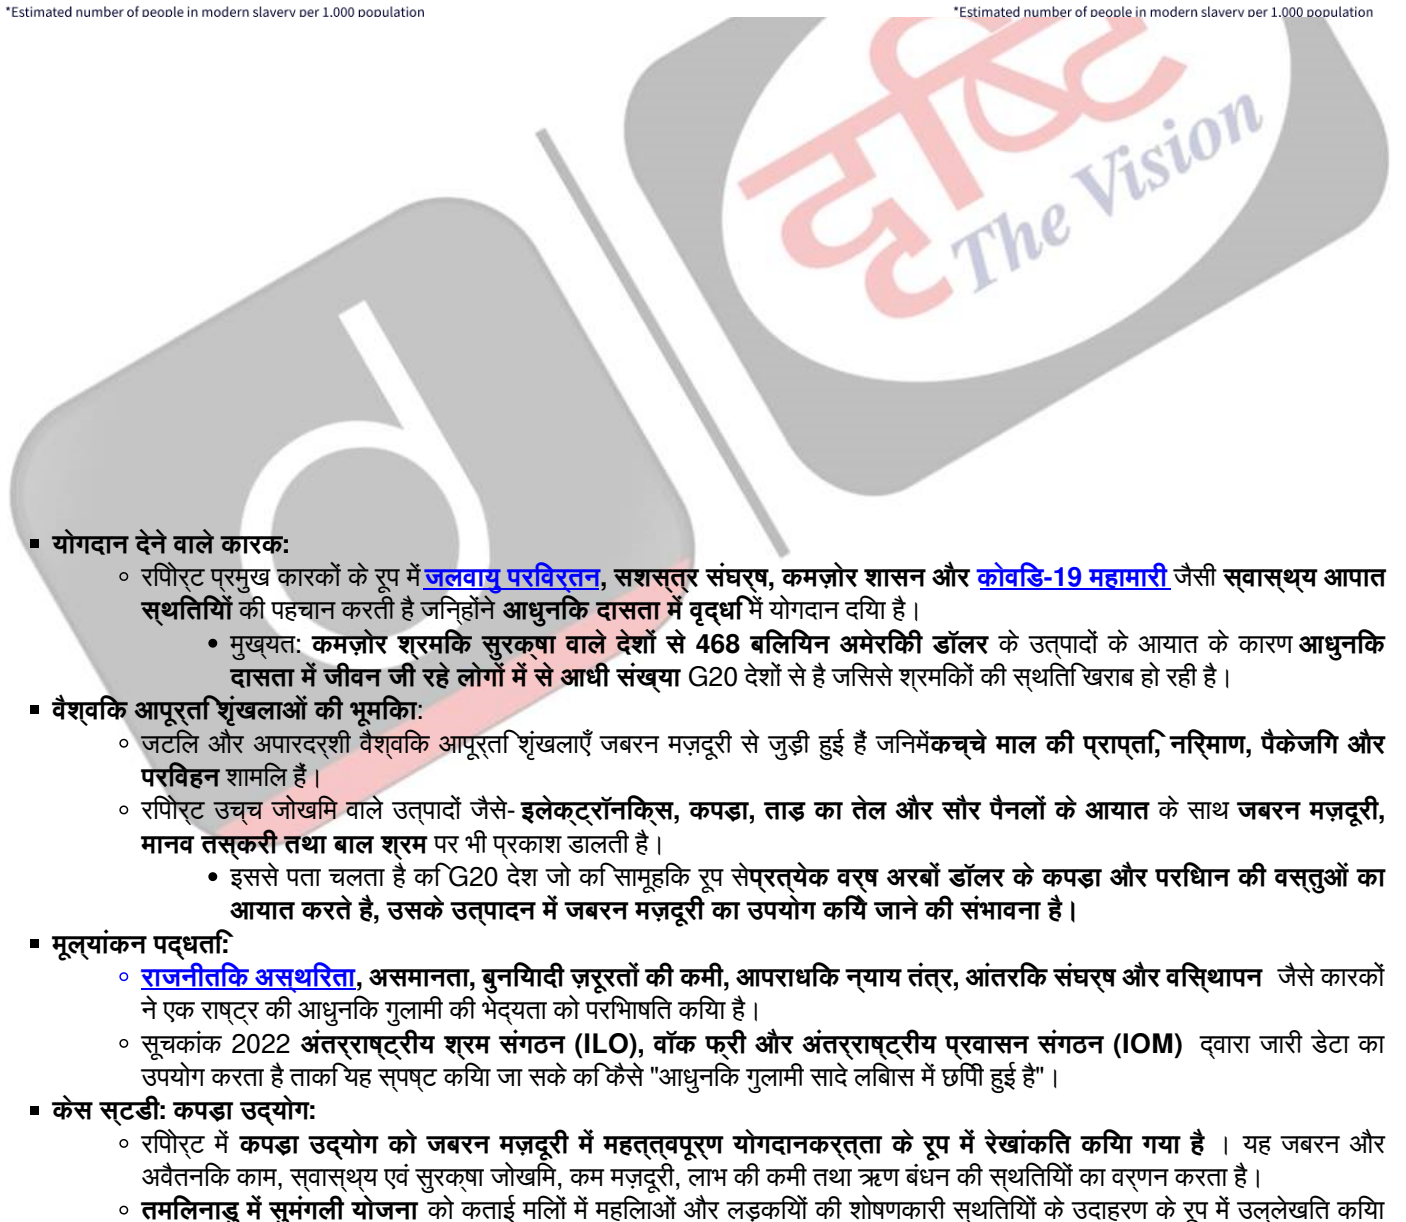 *Estimated number of people in modern slavery per 1,000 population
*Estimated number of people in modern slavery per 1,000 population
दृष्टि
The Vision
d
▪ योगदान देने वाले कारक:
◦ रिपोर्ट प्रमुख कारकों के रूप में जलवायु परिवर्तन, सशस्त्र संघर्ष, कमज़ोर शासन और कोविड-19 महामारी जैसी स्वास्थ्य आपात
स्थितियों की पहचान करती है जिन्होंने आधुनिक दासता में वृद्धि में योगदान दिया है।
• मुख्यत: कमज़ोर श्रमिक सुरक्षा वाले देशों से 468 बिलियन अमेरिकी डॉलर के उत्पादों के आयात के कारण आधुनिक
दासता में जीवन जी रहे लोगों में से आधी संख्या G20 देशों से है जिससे श्रमिकों की स्थिति खराब हो रही है।
▪ वैश्विक आपूर्ति शृंखलाओं की भूमिका:
◦ जटिल और अपारदर्शी वैश्विक आपूर्ति शृंखलाएँ जबरन मज़दूरी से जुड़ी हुई हैं जिनमें कच्चे माल की प्राप्ति, निर्माण, पैकेजिंग और
परिवहन शामिल हैं।
◦ रिपोर्ट उच्च जोखिम वाले उत्पादों जैसे- इलेक्ट्रॉनिक्स, कपड़ा, ताड़ का तेल और सौर पैनलों के आयात के साथ जबरन मज़दूरी,
मानव तस्करी तथा बाल श्रम पर भी प्रकाश डालती है।
• इससे पता चलता है कि G20 देश जो कि सामूहिक रूप से प्रत्येक वर्ष अरबों डॉलर के कपड़ा और परिधान की वस्तुओं का
आयात करते है, उसके उत्पादन में जबरन मज़दूरी का उपयोग किये जाने की संभावना है।
▪ मूल्यांकन पद्धति:
◦ राजनीतिक अस्थिरता, असमानता, बुनियादी ज़रूरतों की कमी, आपराधिक न्याय तंत्र, आंतरिक संघर्ष और विस्थापन जैसे कारकों
ने एक राष्ट्र की आधुनिक गुलामी की भेद्यता को परिभाषित किया है।
◦ सूचकांक 2022 अंतर्राष्ट्रीय श्रम संगठन (ILO), वॉक फ्री और अंतर्राष्ट्रीय प्रवासन संगठन (IOM) द्वारा जारी डेटा का
उपयोग करता है ताकि यह स्पष्ट किया जा सके कि कैसे "आधुनिक गुलामी सादे लिबास में छिपी हुई है"।
▪ केस स्टडी: कपड़ा उद्योग:
◦ रिपोर्ट में कपड़ा उद्योग को जबरन मज़दूरी में महत्त्वपूर्ण योगदानकर्त्ता के रूप में रेखांकित किया गया है । यह जबरन और
अवैतनिक काम, स्वास्थ्य एवं सुरक्षा जोखिम, कम मज़दूरी, लाभ की कमी तथा ऋण बंधन की स्थितियों का वर्णन करता है।
◦ तमिलनाडु में सुमंगली योजना को कताई मिलों में महिलाओं और लड़कियों की शोषणकारी स्थितियों के उदाहरण के रूप में उल्लेखित किया